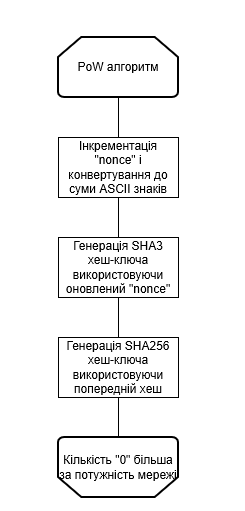 PoW алгоритм
Інкрементація
"nonce" і
конвертування до
суми ASCII знаків
Генерація SHA3
хеш-ключа
використовуючи
оновлений "nonce"
Генерація SHA256
хеш-ключа
використовуючи
попередній хеш
Кількість "0" більша
за потужність мережі